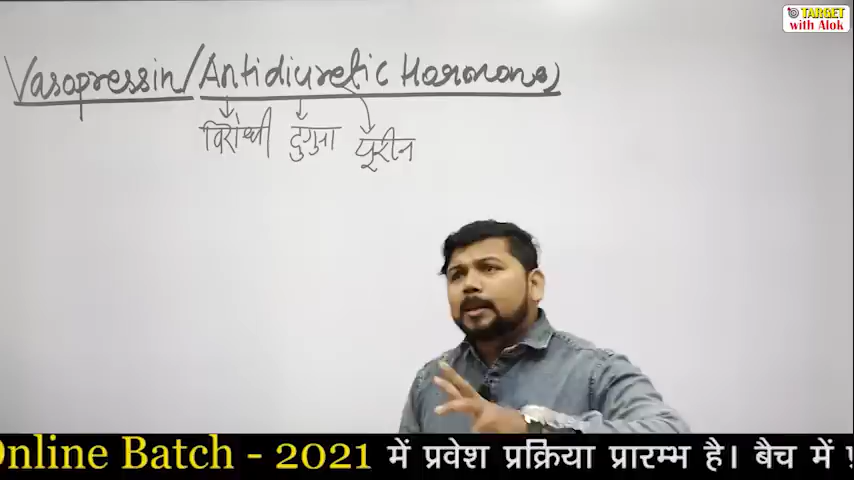 TARGET
with Alok
Vasopressin/Antidiuretic Hormone
विरोधी दुगुना यूरीन
Online Batch - 2021 में प्रवेश प्रक्रिया प्रारम्भ है। बैच में